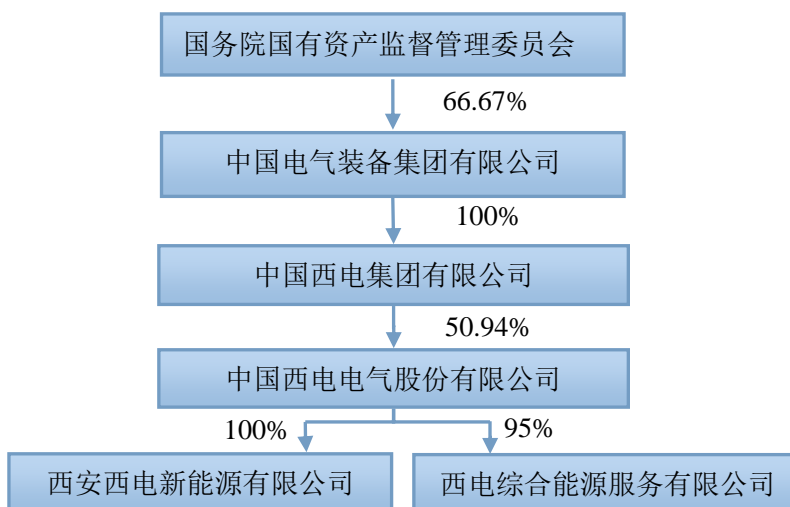 国务院国有资产监督管理委员会
66.67%
中国电气装备集团有限公司
100%
中国西电集团有限公司
50.94%
中国西电电气股份有限公司
100%
95%
西安西电新能源有限公司
西电综合能源服务有限公司